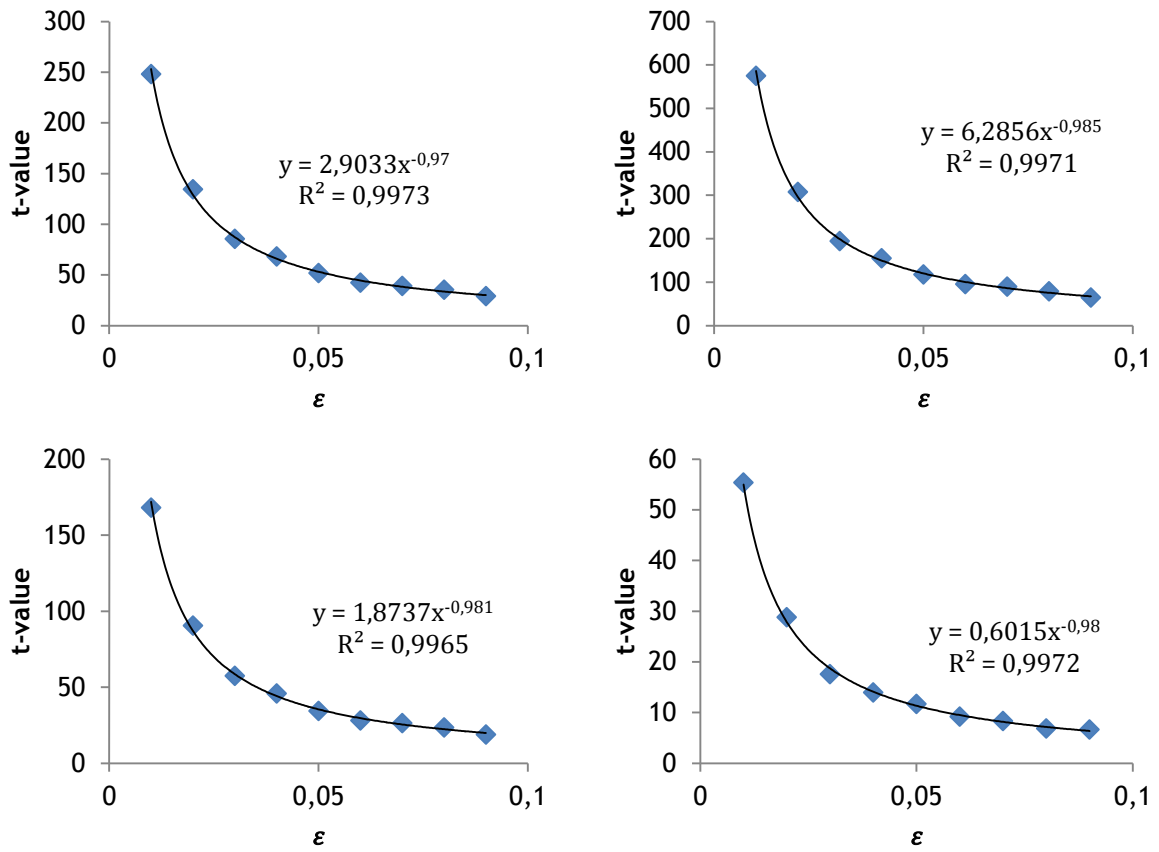 300
250
200
150
100
50
0
t-value
y = 2,9033x^-0,97
R² = 0,9973
0 0,05 0,1
ε
700
600
500
400
300
200
100
0
t-value
y = 6,2856x^-0,985
R² = 0,9971
0 0,05 0,1
ε
200
150
100
50
0
t-value
y = 1,8737x^-0,981
R² = 0,9965
0 0,05 0,1
ε
60
50
40
30
20
10
0
t-value
y = 0,6015x^-0,98
R² = 0,9972
0 0,05 0,1
ε